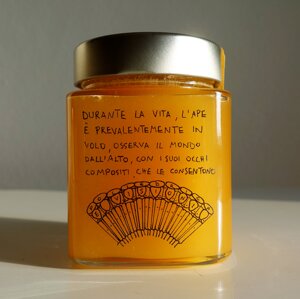 DURANTE LA VITA, L'APE
È PREVALENTEMENTE IN
VOLO, OSSERVA IL MONDO
DALL'ALTO, CON I SUOI OCCHI
COMPOSITI CHE LE CONSENTONO